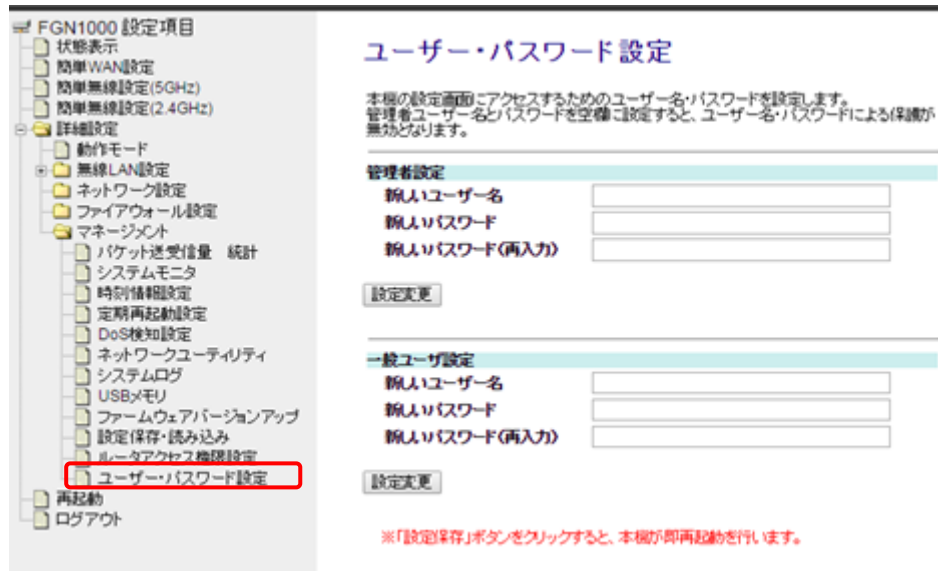 FGN1000 設定項目
状態表示
簡単WAN設定
簡単無線設定(5GHz)
簡単無線設定(2.4GHz)
詳細設定
動作モード
無線LAN設定
ネットワーク設定
ファイアウォール設定
マネージメント
パケット送受信量 統計
システムモニタ
時刻情報設定
定期再起動設定
DoS検知設定
ネットワークユーティリティ
システムログ
USBメモリ
ファームウェアバージョンアップ
設定保存・読み込み
ルータアクセス権限設定
ユーザー・パスワード設定
再起動
ログアウト
ユーザー・パスワード設定
本機の設定画面にアクセスするためのユーザー名・パスワードを設定します。
管理者ユーザー名とパスワードを空欄に設定すると、ユーザー名・パスワードによる保護が
無効となります。
管理者設定
新しいユーザー名
新しいパスワード
新しいパスワード(再入力)
設定変更
一般ユーザ設定
新しいユーザー名
新しいパスワード
新しいパスワード(再入力)
設定変更
※「設定保存」ボタンをクリックすると、本機が即再起動を行います。